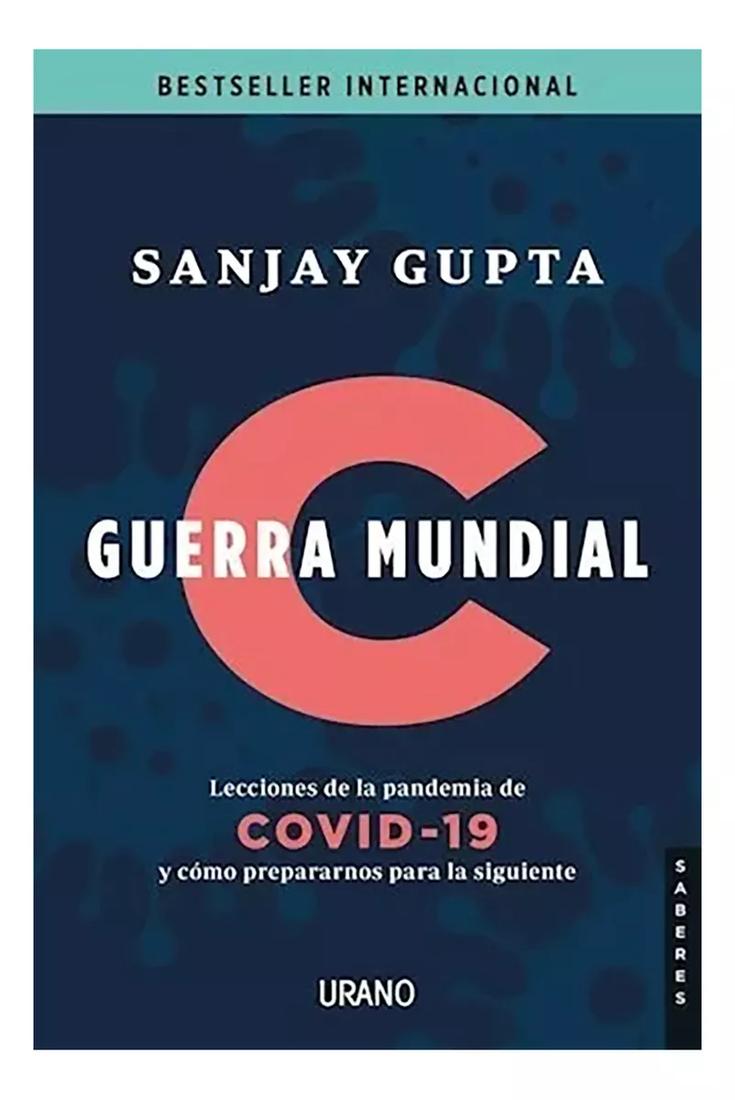 BESTSELLER INTERNACIONAL
SANJAY GUPTA
C
GUERRA MUNDIAL
Lecciones de la pandemia de
COVID-19
y cómo prepararnos para la siguiente
SABERES
URANO